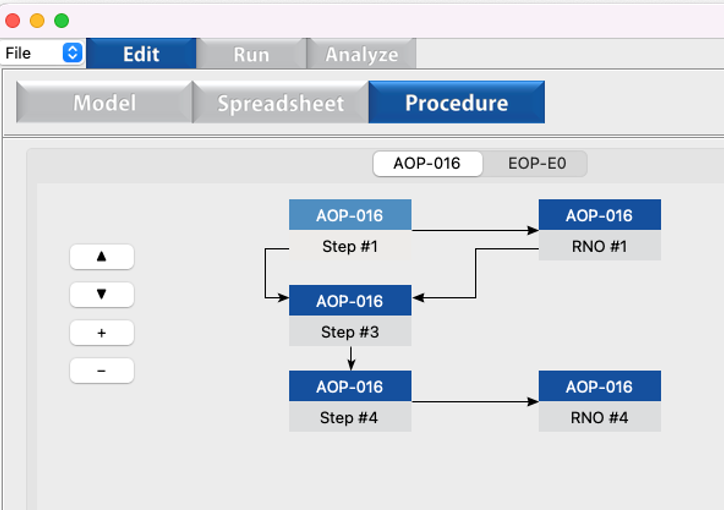 File
Edit
Run
Analyze
Model
Spreadsheet
Procedure
AOP-016
EOP-E0
AOP-016
Step #1
AOP-016
RNO #1
▲
▼
+
−
AOP-016
Step #3
AOP-016
Step #4
AOP-016
RNO #4